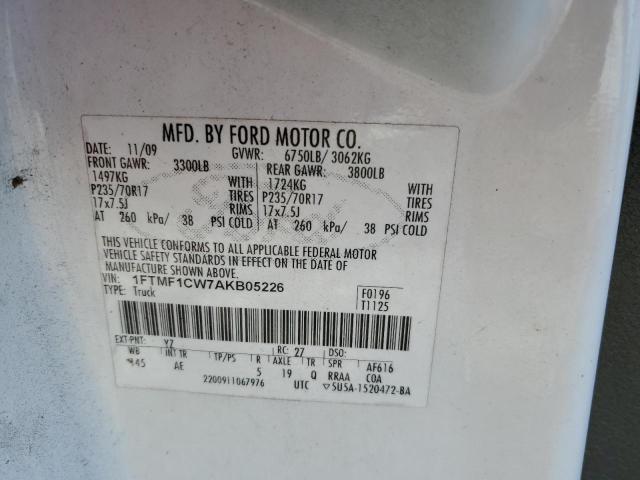 MFD. BY FORD MOTOR CO.
DATE: 11/09 GVWR: 6750LB/ 3062KG
FRONT GAWR: 3300LB REAR GAWR: 3800LB
1497KG WITH 1724KG WITH
P235/70R17 TIRES P235/70R17 TIRES
17x7.5J RIMS 17x7.5J RIMS
AT 260 kPa/ 38 PSI COLD AT 260 kPa/ 38 PSI COLD
THIS VEHICLE CONFORMS TO ALL APPLICABLE FEDERAL MOTOR
VEHICLE SAFETY STANDARDS IN EFFECT ON THE DATE OF
MANUFACTURE SHOWN ABOVE.
VIN: 1FTMF1CW7AKB05226 F0196
TYPE: Truck T1125
EXT-PNT: YZ RC: 27 DSO:
WB INT TR TP/PS R AXLE TR SPR AF616
145 AE 5 19 Q RRAA COA
2200911067976 UTC ▽5U5A-1520472-BA